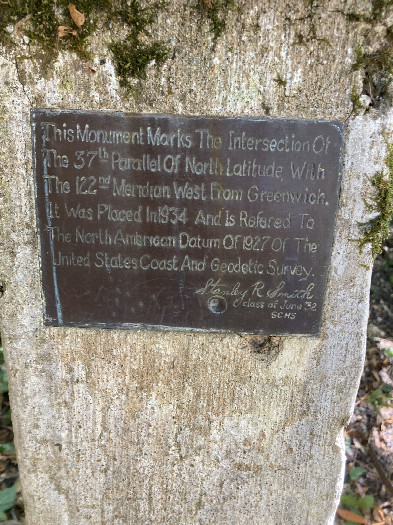 This Monument Marks The Intersection Of
The 37th Parallel Of North Latitude With
The 122nd Meridian West From Greenwich.
It Was Placed In 1934 And Is Refered To
The North American Datum Of 1927 Of The
United States Coast And Geodetic Survey.
Stanley R. Smith
class of June '32
SCHS